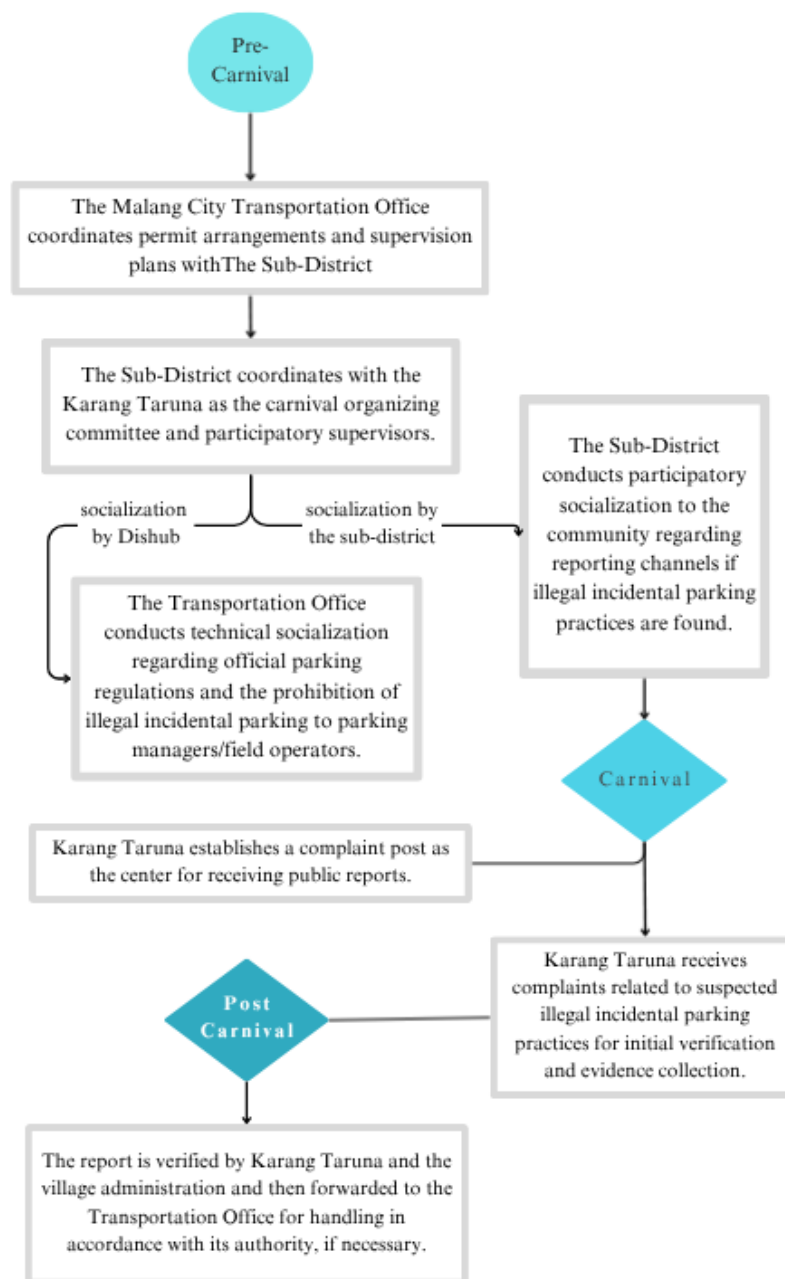 Pre-
Carnival
The Malang City Transportation Office
coordinates permit arrangements and supervision
plans withThe Sub-District
The Sub-District coordinates with the
Karang Taruna as the carnival organizing
committee and participatory supervisors.
socialization
by Dishub
socialization by
the sub-district
The Sub-District
conducts participatory
socialization to the
community regarding
reporting channels if
illegal incidental parking
practices are found.
The Transportation Office
conducts technical socialization
regarding official parking
regulations and the prohibition of
illegal incidental parking to parking
managers/field operators.
Carnival
Karang Taruna establishes a complaint post as
the center for receiving public reports.
Karang Taruna receives
complaints related to suspected
illegal incidental parking
practices for initial verification
and evidence collection.
Post
Carnival
The report is verified by Karang Taruna and the
village administration and then forwarded to the
Transportation Office for handling in
accordance with its authority, if necessary.